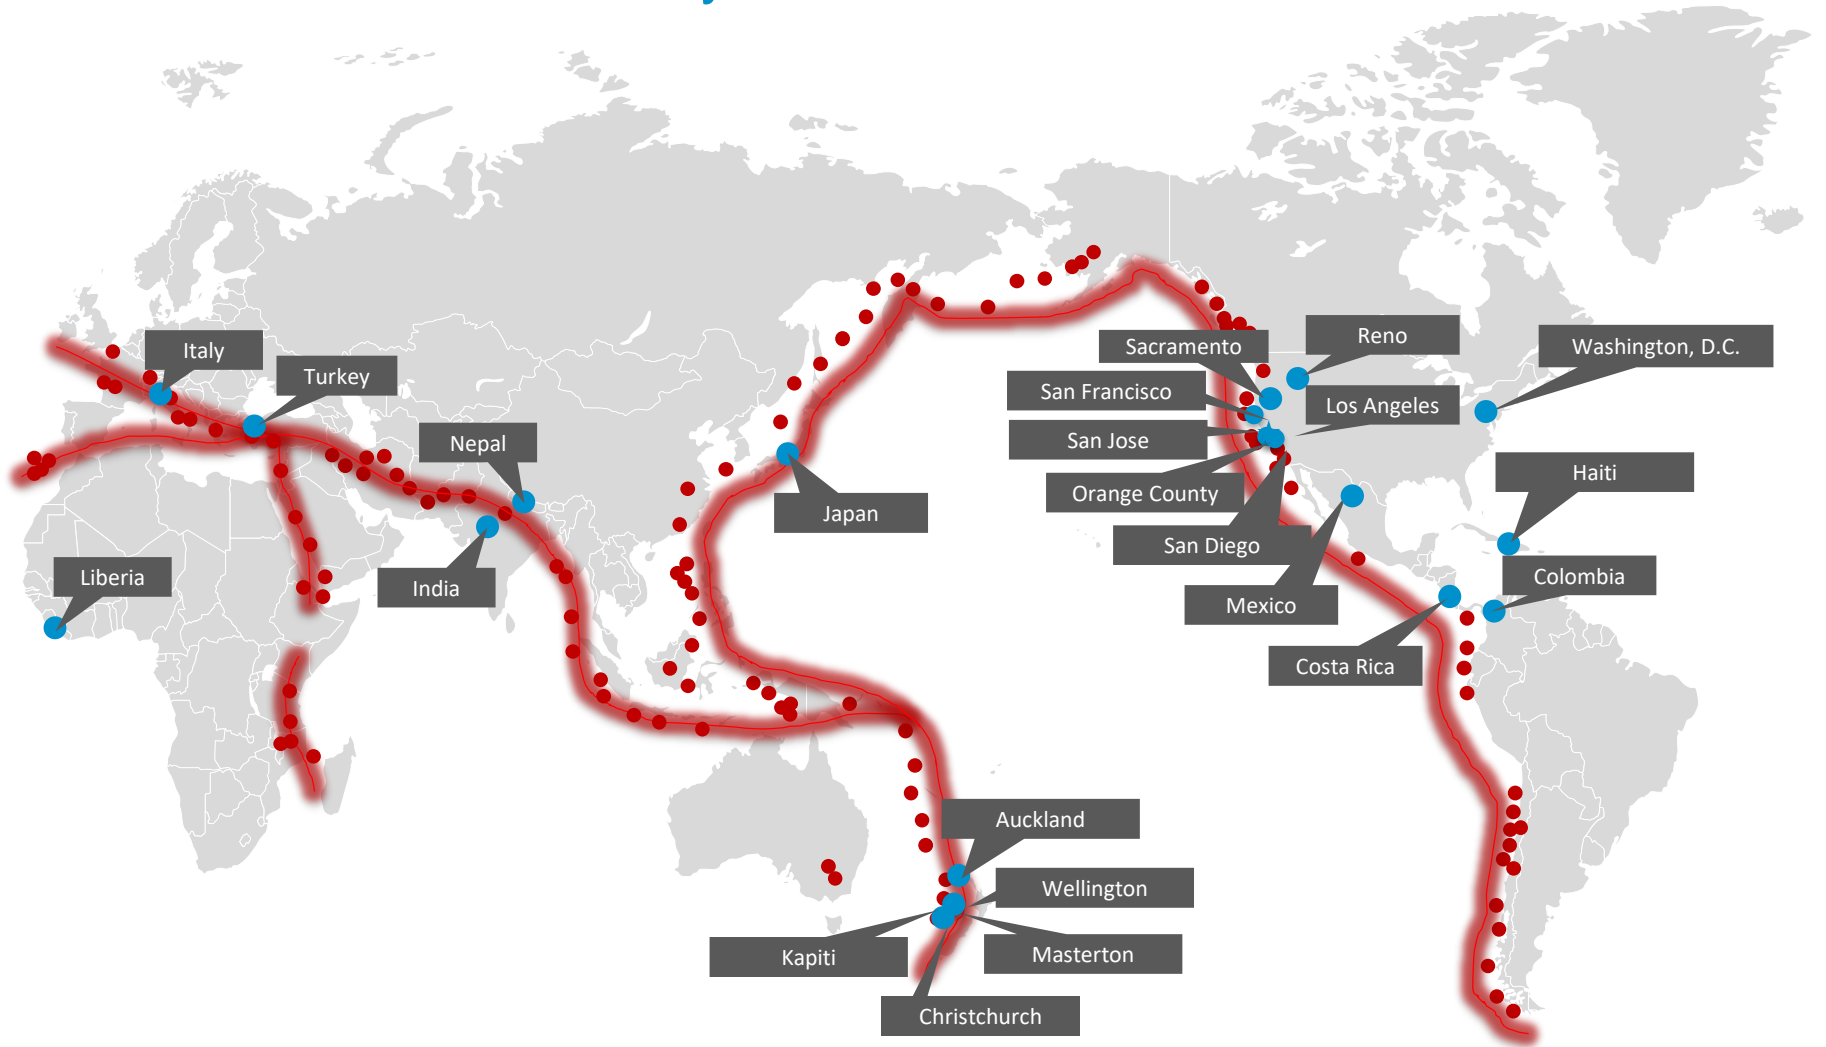 Italy
Turkey
Nepal
Liberia
India
Japan
Sacramento
Reno
Washington, D.C.
San Francisco
Los Angeles
San Jose
Orange County
Haiti
San Diego
Colombia
Mexico
Costa Rica
Auckland
Wellington
Kapiti
Masterton
Christchurch